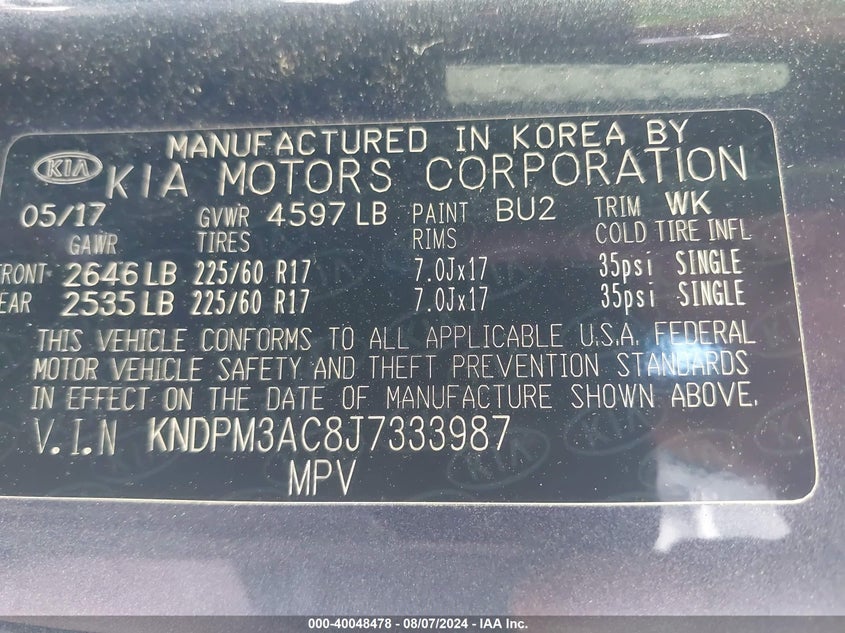 MANUFACTURED IN KOREA BY
KIA KIA MOTORS CORPORATION
05/17 GVWR 4597 LB PAINT BU2 TRIM WK
GAWR TIRES RIMS COLD TIRE INFL
FRONT 2646 LB 225/60 R17 7.0Jx17 35psi SINGLE
EAR 2535 LB 225/60 R17 7.0Jx17 35psi SINGLE
THIS VEHICLE CONFORMS TO ALL APPLICABLE U.S.A. FEDERAL
MOTOR VEHICLE SAFETY AND THEFT PREVENTION STANDARDS
IN EFFECT ON THE DATE OF MANUFACTURE SHOWN ABOVE.
V.I.N KNDPM3AC8J7333987
MPV
000-40048478 - 08/07/2024 - IAA Inc.